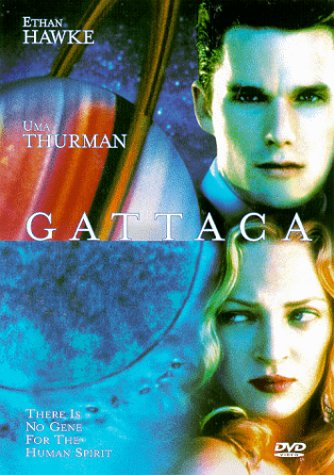 ETHAN
HAWKE
UMA
THURMAN
GATTACA
THERE IS
NO GENE
FOR THE
HUMAN SPIRIT
DVD
VIDEO